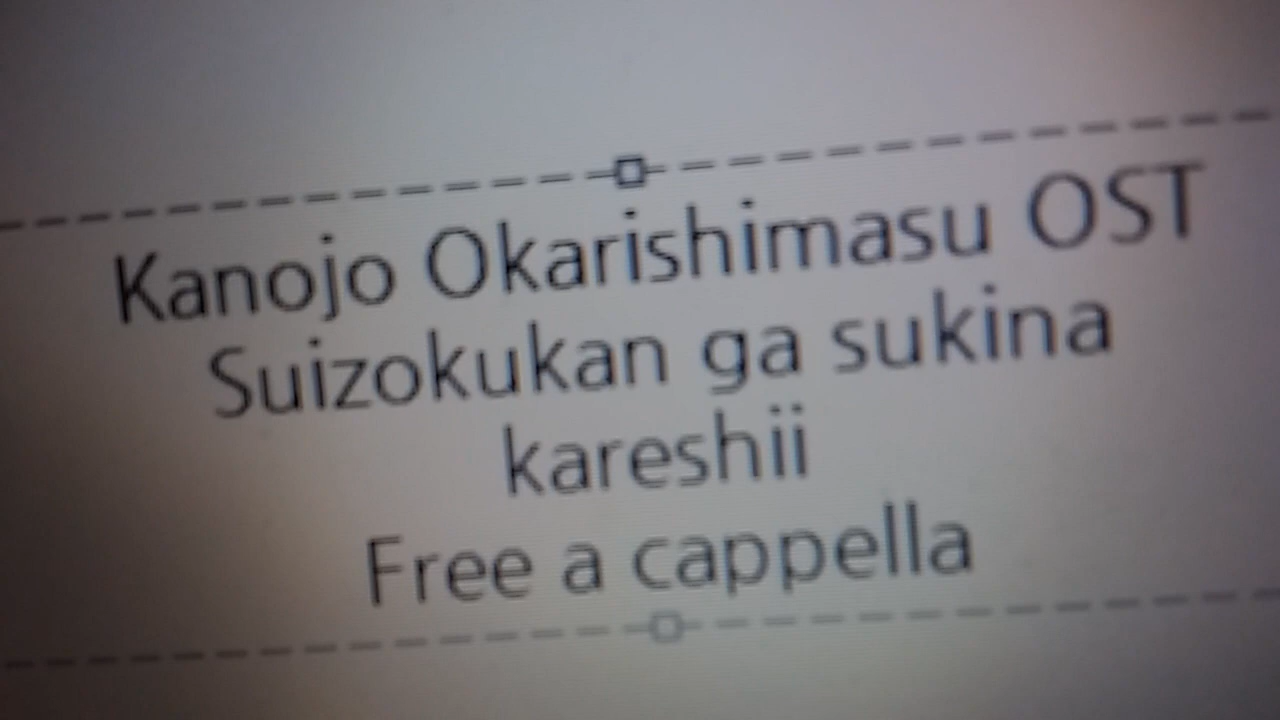 Kanojo Okarishimasu OST
Suizokukan ga sukina
kareshii
Free a cappella